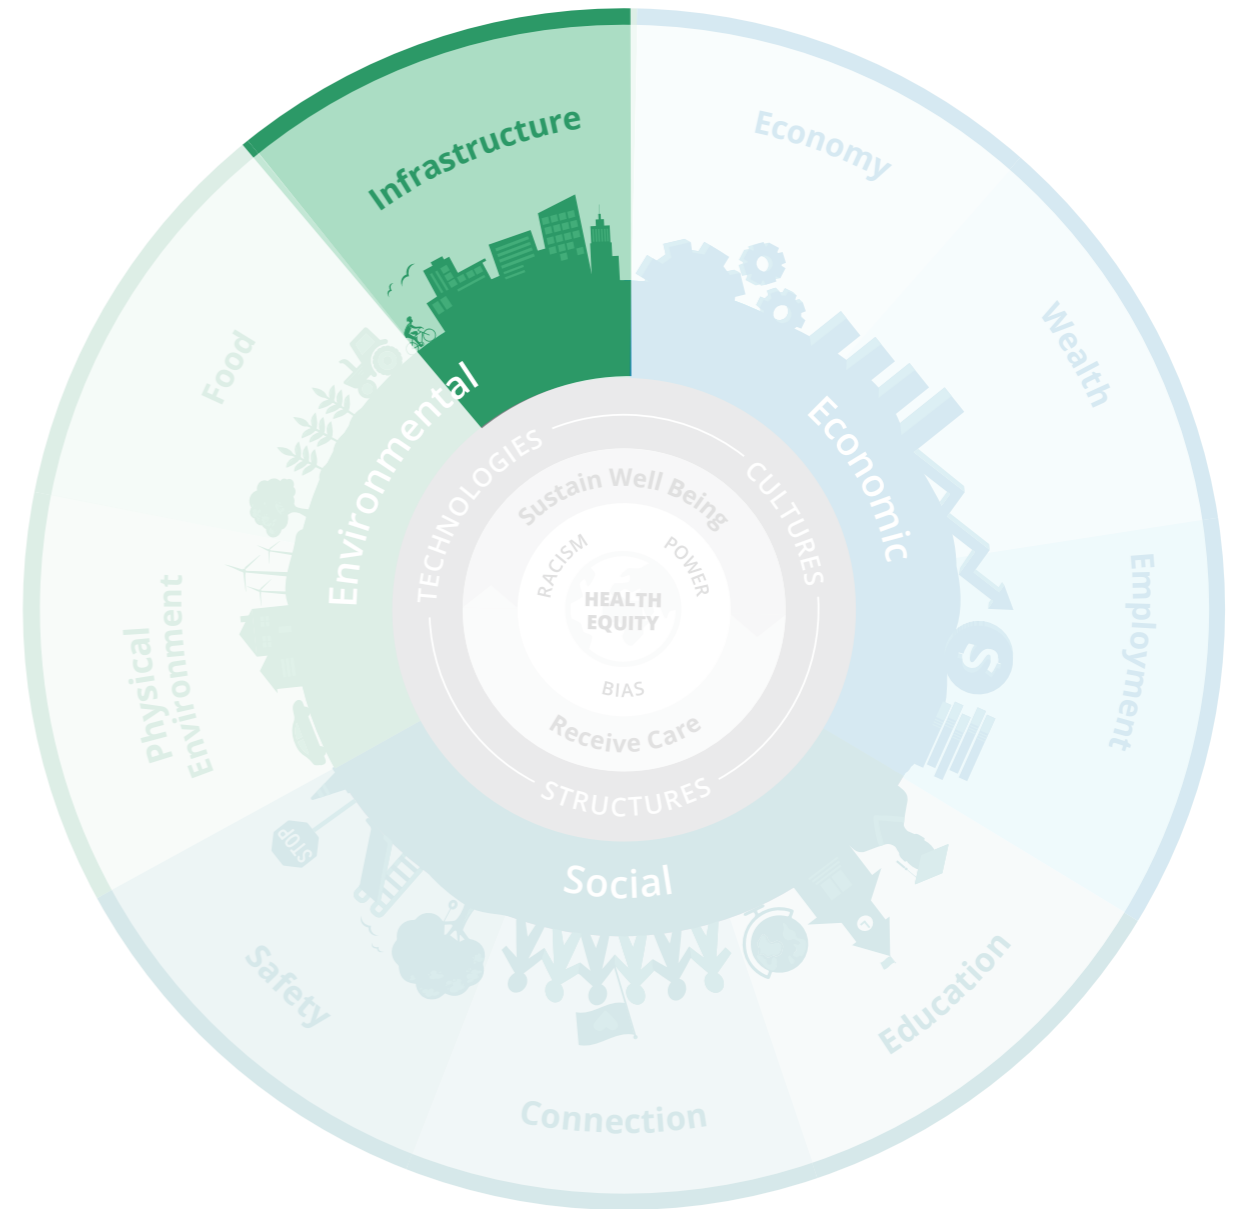 Infrastructure
Economy
Wealth
Employment
Education
Connection
Safety
Physical
Environment
Food
Environmental
Economic
Social
TECHNOLOGIES
CULTURES
STRUCTURES
Sustain Well Being
Receive Care
RACISM
POWER
BIAS
HEALTH
EQUITY
STOP
S